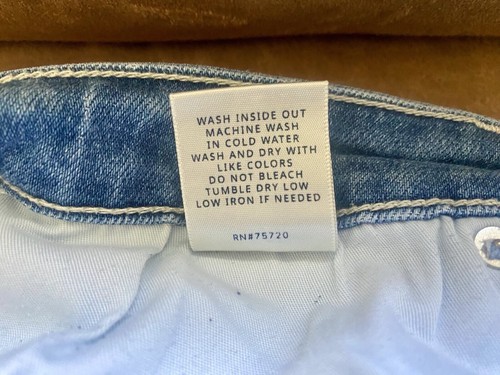 WASH INSIDE OUT
MACHINE WASH
IN COLD WATER
WASH AND DRY WITH
LIKE COLORS
DO NOT BLEACH
TUMBLE DRY LOW
LOW IRON IF NEEDED
RN#75720